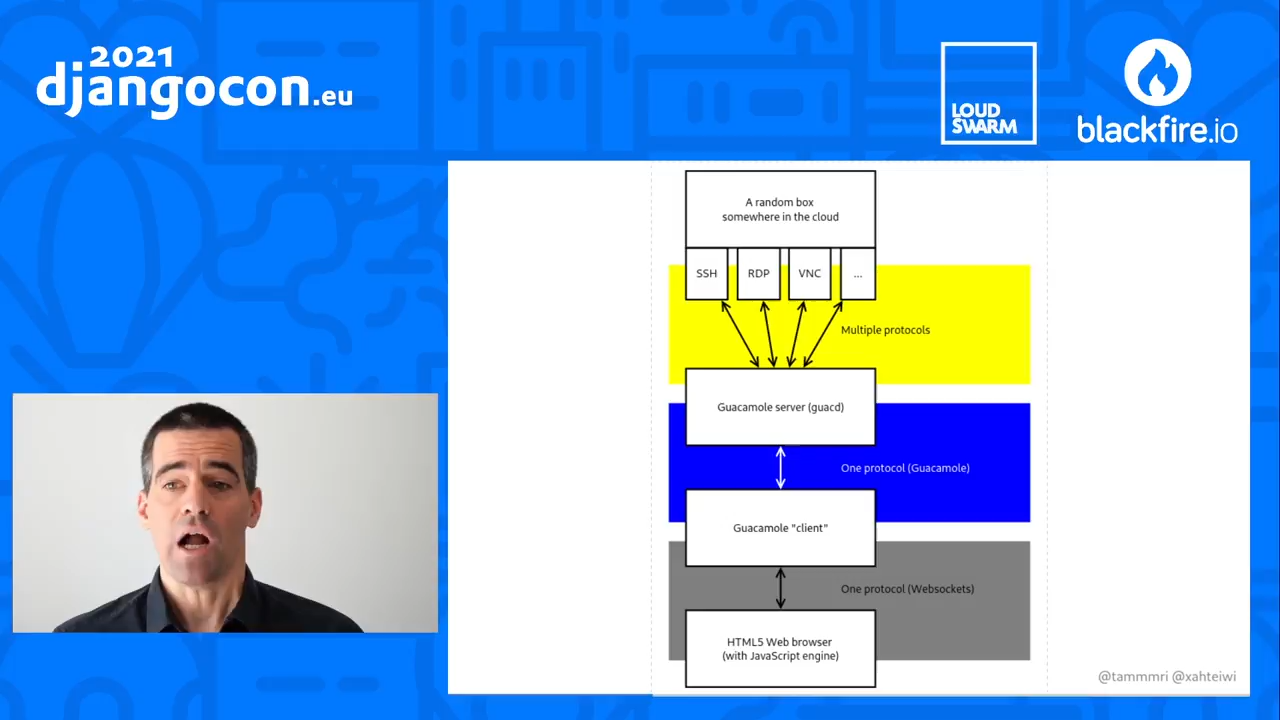 2021
djangocon.eu
LOUD
SWARM
blackfire.io
A random box
somewhere in the cloud
SSH
RDP
VNC
...
Multiple protocols
Guacamole server (guacd)
One protocol (Guacamole)
Guacamole "client"
One protocol (Websockets)
HTML5 Web browser
(with JavaScript engine)
@tammmri @xahteiwi